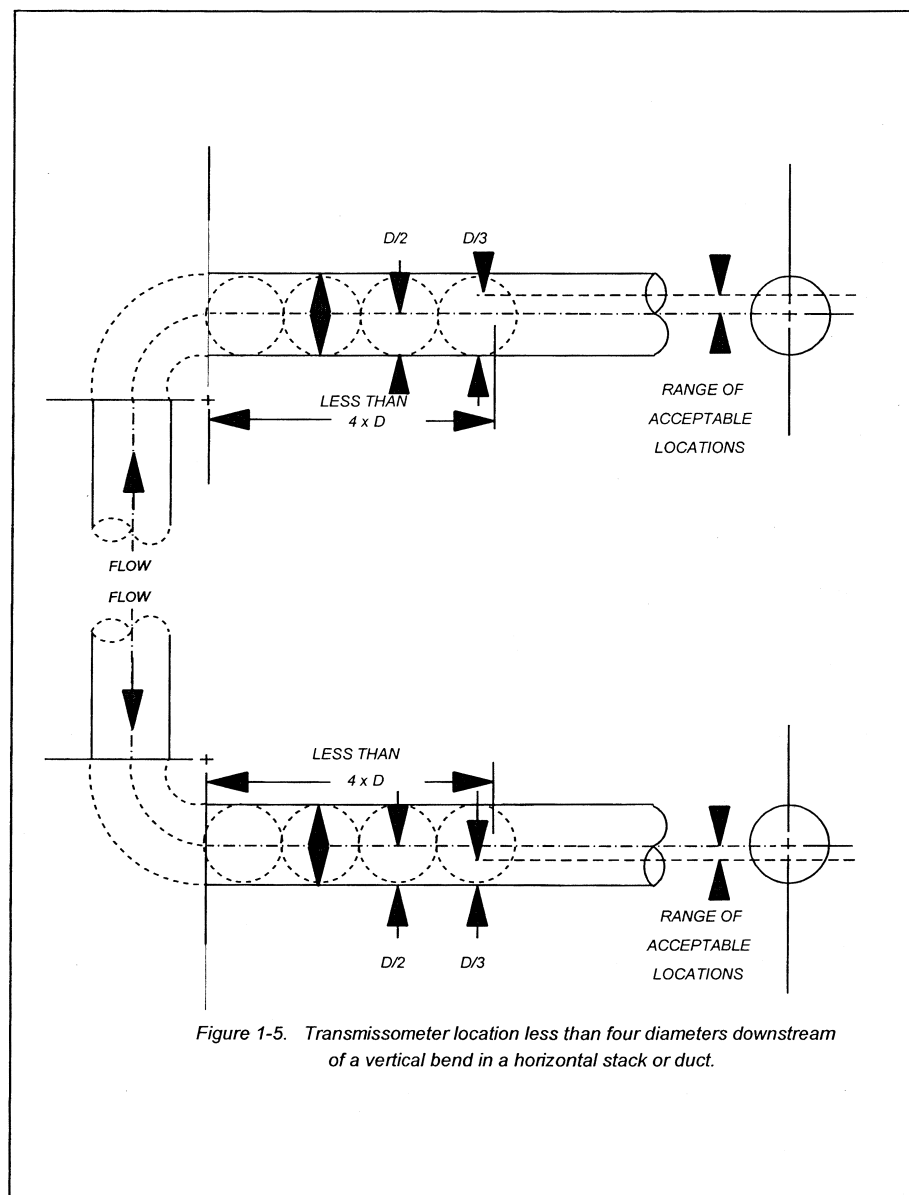 D/2 D/3
LESS THAN
4 x D
RANGE OF
ACCEPTABLE
LOCATIONS
FLOW
FLOW
LESS THAN
4 x D
RANGE OF
ACCEPTABLE
LOCATIONS
D/2 D/3
Figure 1-5. Transmissometer location less than four diameters downstream
of a vertical bend in a horizontal stack or duct.